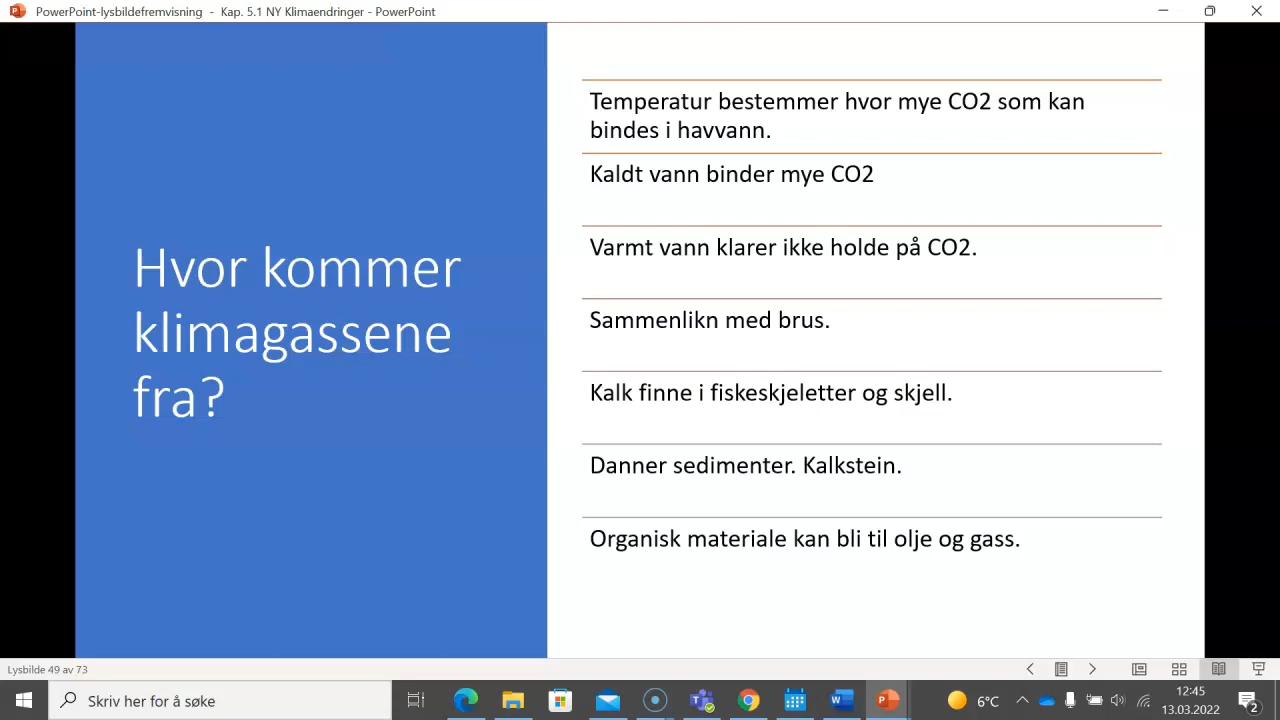 PowerPoint-lysbildefremvisning - Kap. 5.1 NY Klimaendringer - PowerPoint
Hvor kommer
klimagassene
fra?
Temperatur bestemmer hvor mye CO2 som kan
bindes i havvann.
Kaldt vann binder mye CO2
Varmt vann klarer ikke holde på CO2.
Sammenlikn med brus.
Kalk finne i fiskeskjeletter og skjell.
Danner sedimenter. Kalkstein.
Organisk materiale kan bli til olje og gass.
Lysbilde 49 av 73
Skriv her for å søke
6°C
12:45
13.03.2022
2